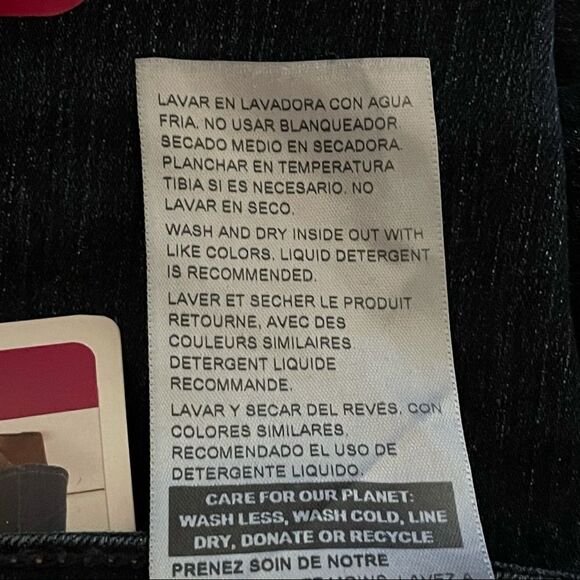 LAVAR EN LAVADORA CON AGUA
FRIA. NO USAR BLANQUEADOR.
SECADO MEDIO EN SECADORA.
PLANCHAR EN TEMPERATURA
TIBIA SI ES NECESARIO. NO
LAVAR EN SECO.
WASH AND DRY INSIDE OUT WITH
LIKE COLORS. LIQUID DETERGENT
IS RECOMMENDED.
LAVER ET SECHER LE PRODUIT
RETOURNE, AVEC DES
COULEURS SIMILAIRES.
DETERGENT LIQUIDE
RECOMMANDE.
LAVAR Y SECAR DEL REVÉS, CON
COLORES SIMILARES,
RECOMENDADO EL USO DE
DETERGENTE LIQUIDO.
CARE FOR OUR PLANET:
WASH LESS, WASH COLD, LINE
DRY, DONATE OR RECYCLE
PRENEZ SOIN DE NOTRE